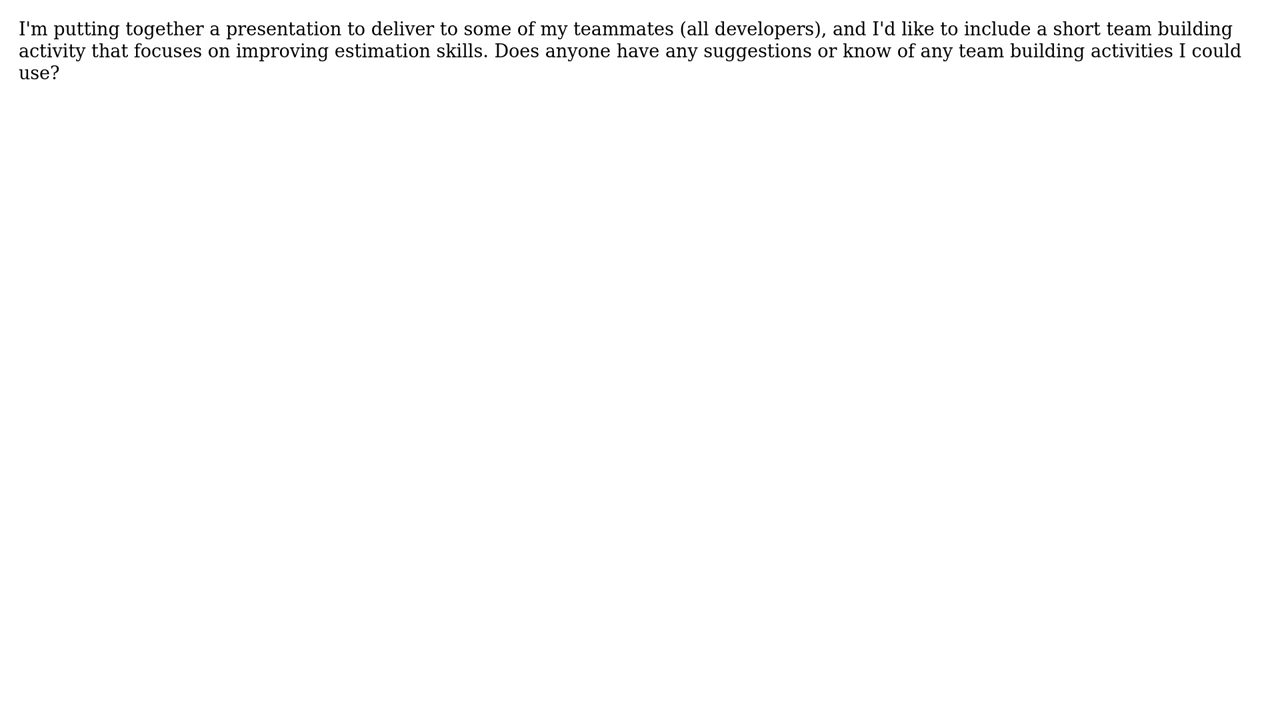 I'm putting together a presentation to deliver to some of my teammates (all developers), and I'd like to include a short team building
activity that focuses on improving estimation skills. Does anyone have any suggestions or know of any team building activities I could
use?